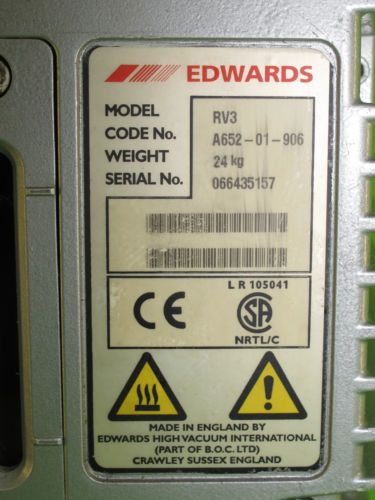 EDWARDS
MODEL RV3
CODE No. A652-01-906
WEIGHT 24 kg
SERIAL No. 066435157
L R 105041
CE SA
NRTL/C
MADE IN ENGLAND BY
EDWARDS HIGH VACUUM INTERNATIONAL
(PART OF B.O.C. LTD)
CRAWLEY SUSSEX ENGLAND